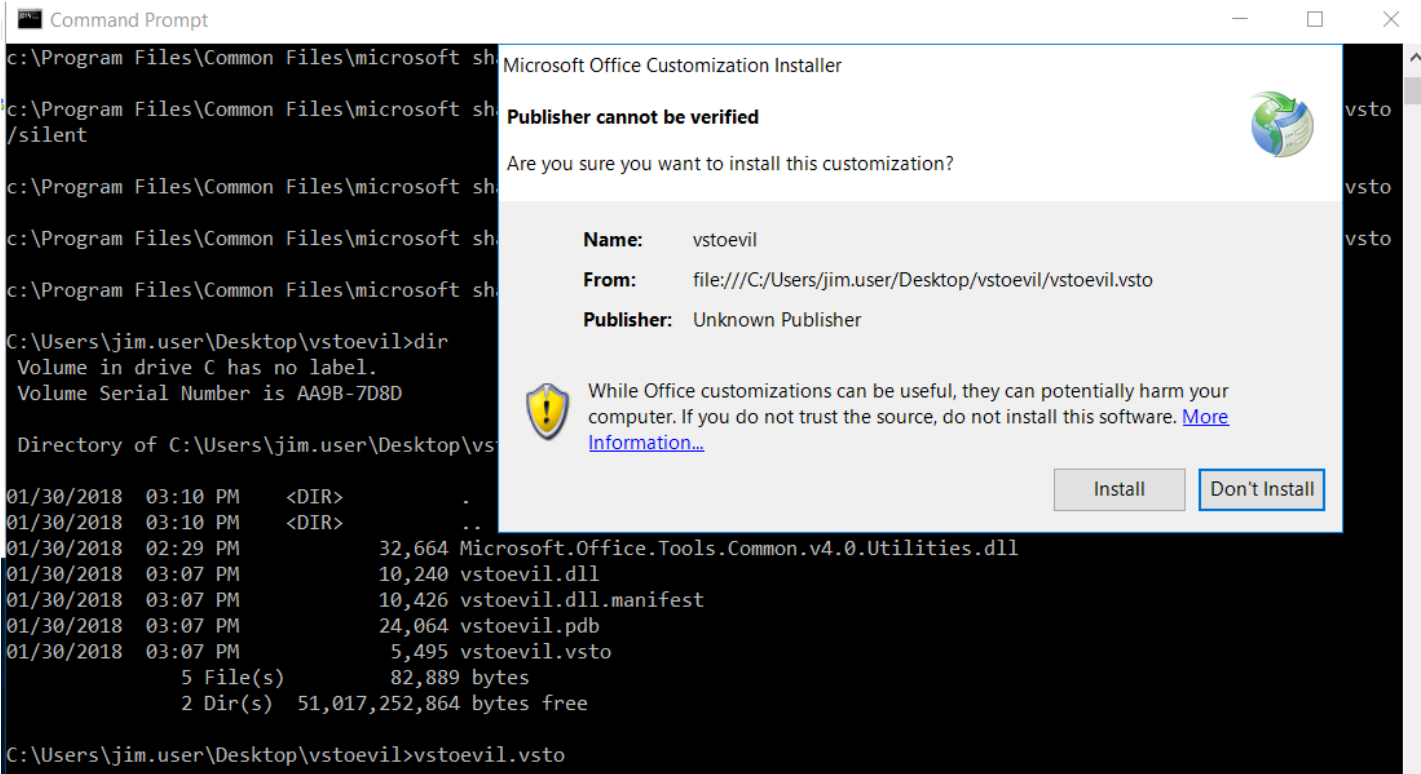 Command Prompt
c:\Program Files\Common Files\microsoft sh
c:\Program Files\Common Files\microsoft sh vsto
/silent
c:\Program Files\Common Files\microsoft sh vsto
c:\Program Files\Common Files\microsoft sh vsto
c:\Program Files\Common Files\microsoft sh
C:\Users\jim.user\Desktop\vstoevil>dir
Volume in drive C has no label.
Volume Serial Number is AA9B-7D8D
Directory of C:\Users\jim.user\Desktop\vs
01/30/2018  03:10 PM    <DIR>          .
01/30/2018  03:10 PM    <DIR>          ..
01/30/2018  02:29 PM            32,664 Microsoft.Office.Tools.Common.v4.0.Utilities.dll
01/30/2018  03:07 PM            10,240 vstoevil.dll
01/30/2018  03:07 PM            10,426 vstoevil.dll.manifest
01/30/2018  03:07 PM            24,064 vstoevil.pdb
01/30/2018  03:07 PM             5,495 vstoevil.vsto
5 File(s)         82,889 bytes
2 Dir(s)  51,017,252,864 bytes free
C:\Users\jim.user\Desktop\vstoevil>vstoevil.vsto
Microsoft Office Customization Installer
Publisher cannot be verified
Are you sure you want to install this customization?
Name: vstoevil
From: file:///C:/Users/jim.user/Desktop/vstoevil/vstoevil.vsto
Publisher: Unknown Publisher
While Office customizations can be useful, they can potentially harm your
computer. If you do not trust the source, do not install this software. More
Information...
Install Don't Install